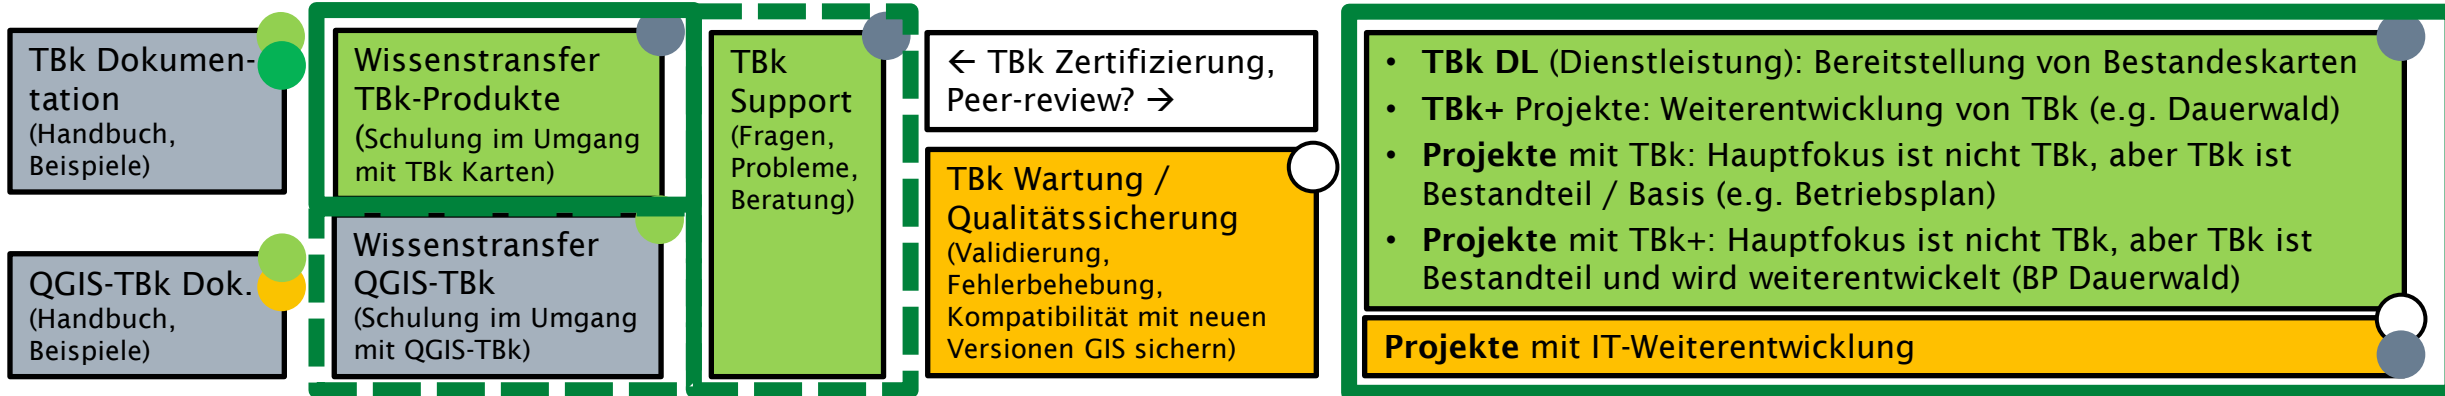 TBk Dokumen-
tation
(Handbuch,
Beispiele)
QGIS-TBk Dok.
(Handbuch,
Beispiele)
Wissenstransfer
TBk-Produkte
(Schulung im Umgang
mit TBk Karten)
Wissenstransfer
QGIS-TBk
(Schulung im Umgang
mit QGIS-TBk)
TBk
Support
(Fragen,
Probleme,
Beratung)
← TBk Zertifizierung,
Peer-review? →
TBk Wartung /
Qualitätssicherung
(Validierung,
Fehlerbehebung,
Kompatibilität mit neuen
Versionen GIS sichern)
• TBk DL (Dienstleistung): Bereitstellung von Bestandeskarten
• TBk+ Projekte: Weiterentwicklung von TBk (e.g. Dauerwald)
• Projekte mit TBk: Hauptfokus ist nicht TBk, aber TBk ist
Bestandteil / Basis (e.g. Betriebsplan)
• Projekte mit TBk+: Hauptfokus ist nicht TBk, aber TBk ist
Bestandteil und wird weiterentwickelt (BP Dauerwald)
Projekte mit IT-Weiterentwicklung